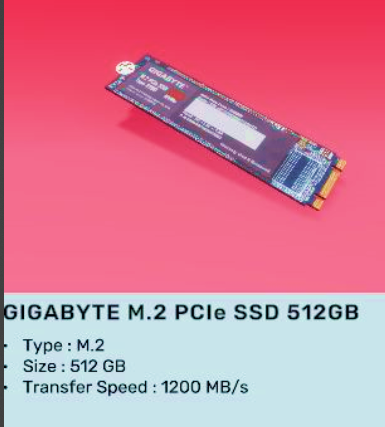 GIGABYTE
GIGABYTE M.2 PCIe SSD 512GB
• Type : M.2
• Size : 512 GB
• Transfer Speed : 1200 MB/s